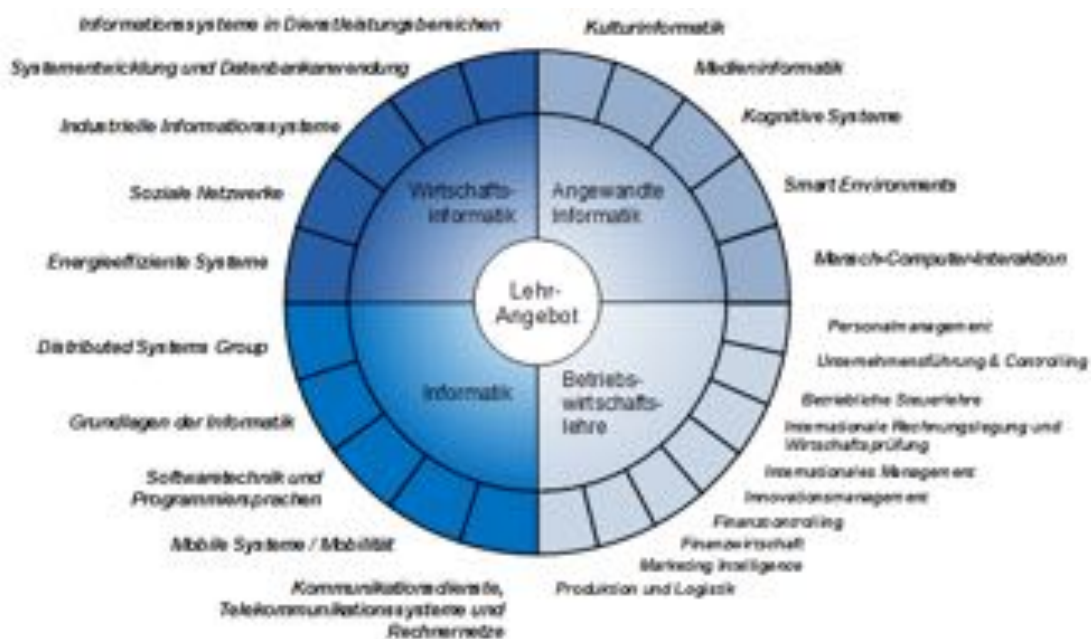 Informationssysteme in Dienstleistungsbereichen
Systementwicklung und Datenbankanwendung
Industrielle Informationssysteme
Soziale Netzwerke
Energieeffiziente Systeme
Distributed Systems Group
Grundlagen der Informatik
Softwaretechnik und
Programmiersprachen
Mobile Systeme / Mobilität
Kommunikationsdienste,
Telekommunikationssysteme und
Rechnernetze
Kulturinformatik
Medieninformatik
Kognitive Systeme
Smart Environments
Mensch-Computer-Interaktion
Personalmanagement
Unternehmensführung & Controlling
Betriebliche Steuerlehre
Internationale Rechnungslegung und
Wirtschaftsprüfung
Internationales Management
Innovationsmanagement
Finanzcontrolling
Finanzwirtschaft
Marketing Intelligence
Produktion und Logistik
Wirtschafts-
informatik
Angewandte
Informatik
Lehr-
Angebot
Informatik
Betriebs-
wirtschafts-
lehre